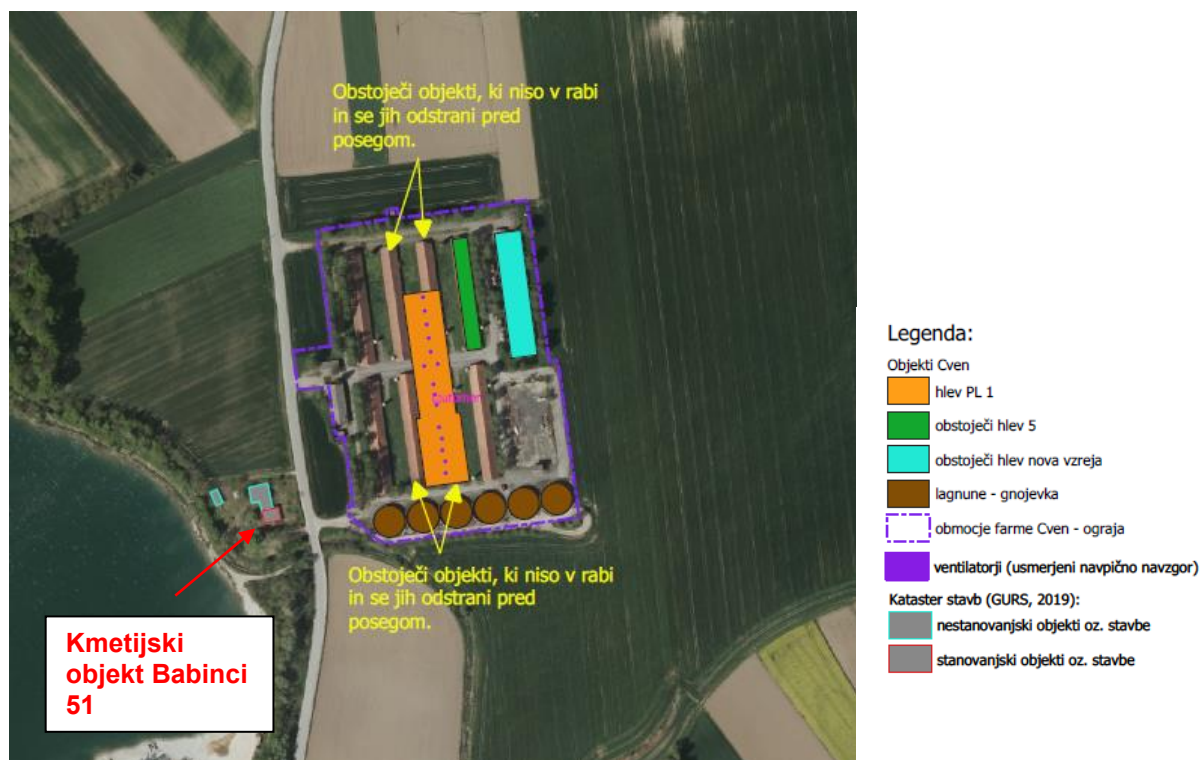 Obstoječi objekti, ki niso v rabi
in se jih odstrani pred
posegom.
Obstoječi objekti, ki niso v rabi
in se jih odstrani pred
posegom.
Kmetijski
objekt Babinci
51
Legenda:
Objekti Cven
hlev PL 1
obstoječi hlev 5
obstoječi hlev nova vzreja
lagnune - gnojevka
obmocje farme Cven - ograja
ventilatorji (usmerjeni navpično navzgor)
Kataster stavb (GURS, 2019):
nestanovanjski objekti oz. stavbe
stanovanjski objekti oz. stavbe